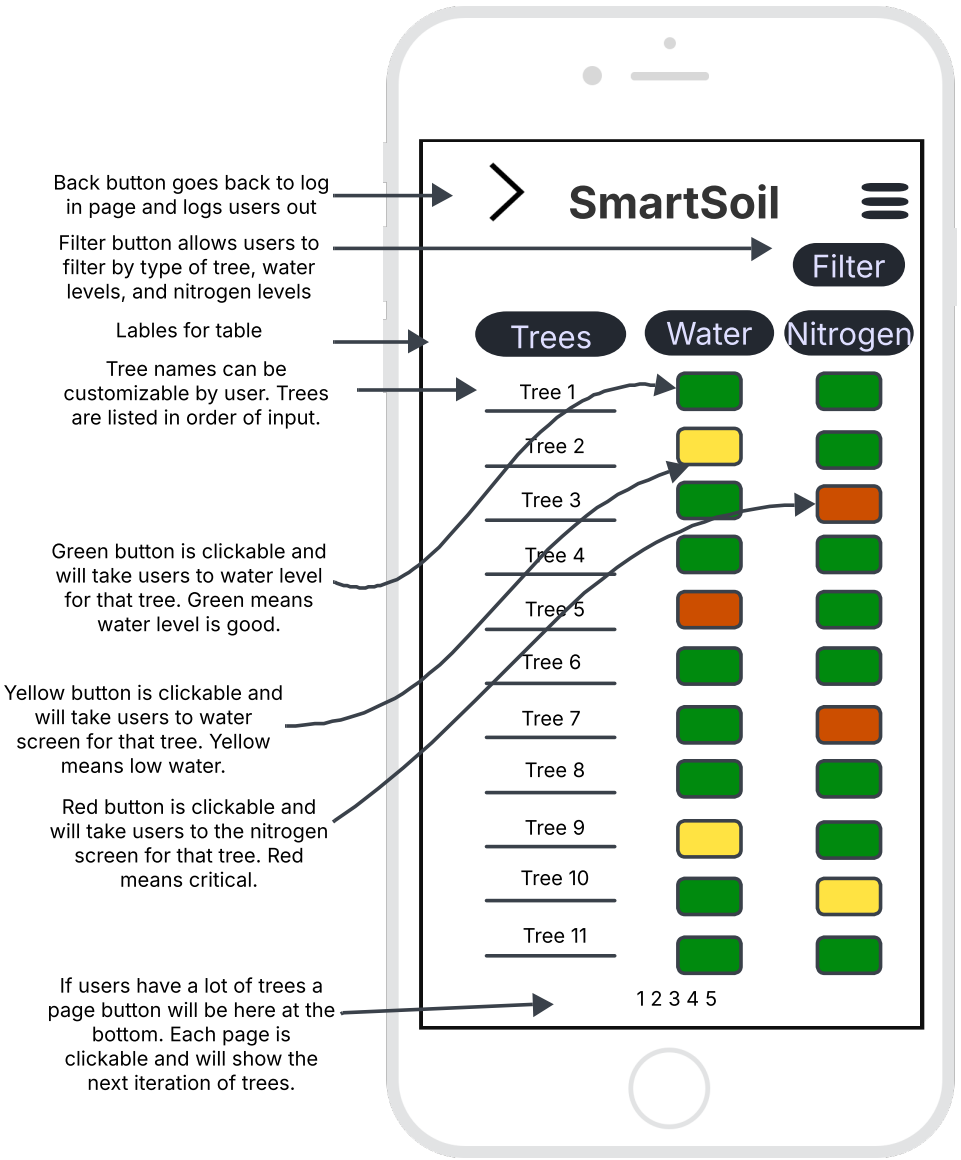 Back button goes back to log
in page and logs users out
Filter button allows users to
filter by type of tree, water
levels, and nitrogen levels
Lables for table
Tree names can be
customizable by user. Trees
are listed in order of input.
Green button is clickable and
will take users to water level
for that tree. Green means
water level is good.
Yellow button is clickable and
will take users to water
screen for that tree. Yellow
means low water.
Red button is clickable and
will take users to the nitrogen
screen for that tree. Red
means critical.
If users have a lot of trees a
page button will be here at the
bottom. Each page is
clickable and will show the
next iteration of trees.
SmartSoil
Filter
Trees Water Nitrogen
Tree 1
Tree 2
Tree 3
Tree 4
Tree 5
Tree 6
Tree 7
Tree 8
Tree 9
Tree 10
Tree 11
1 2 3 4 5